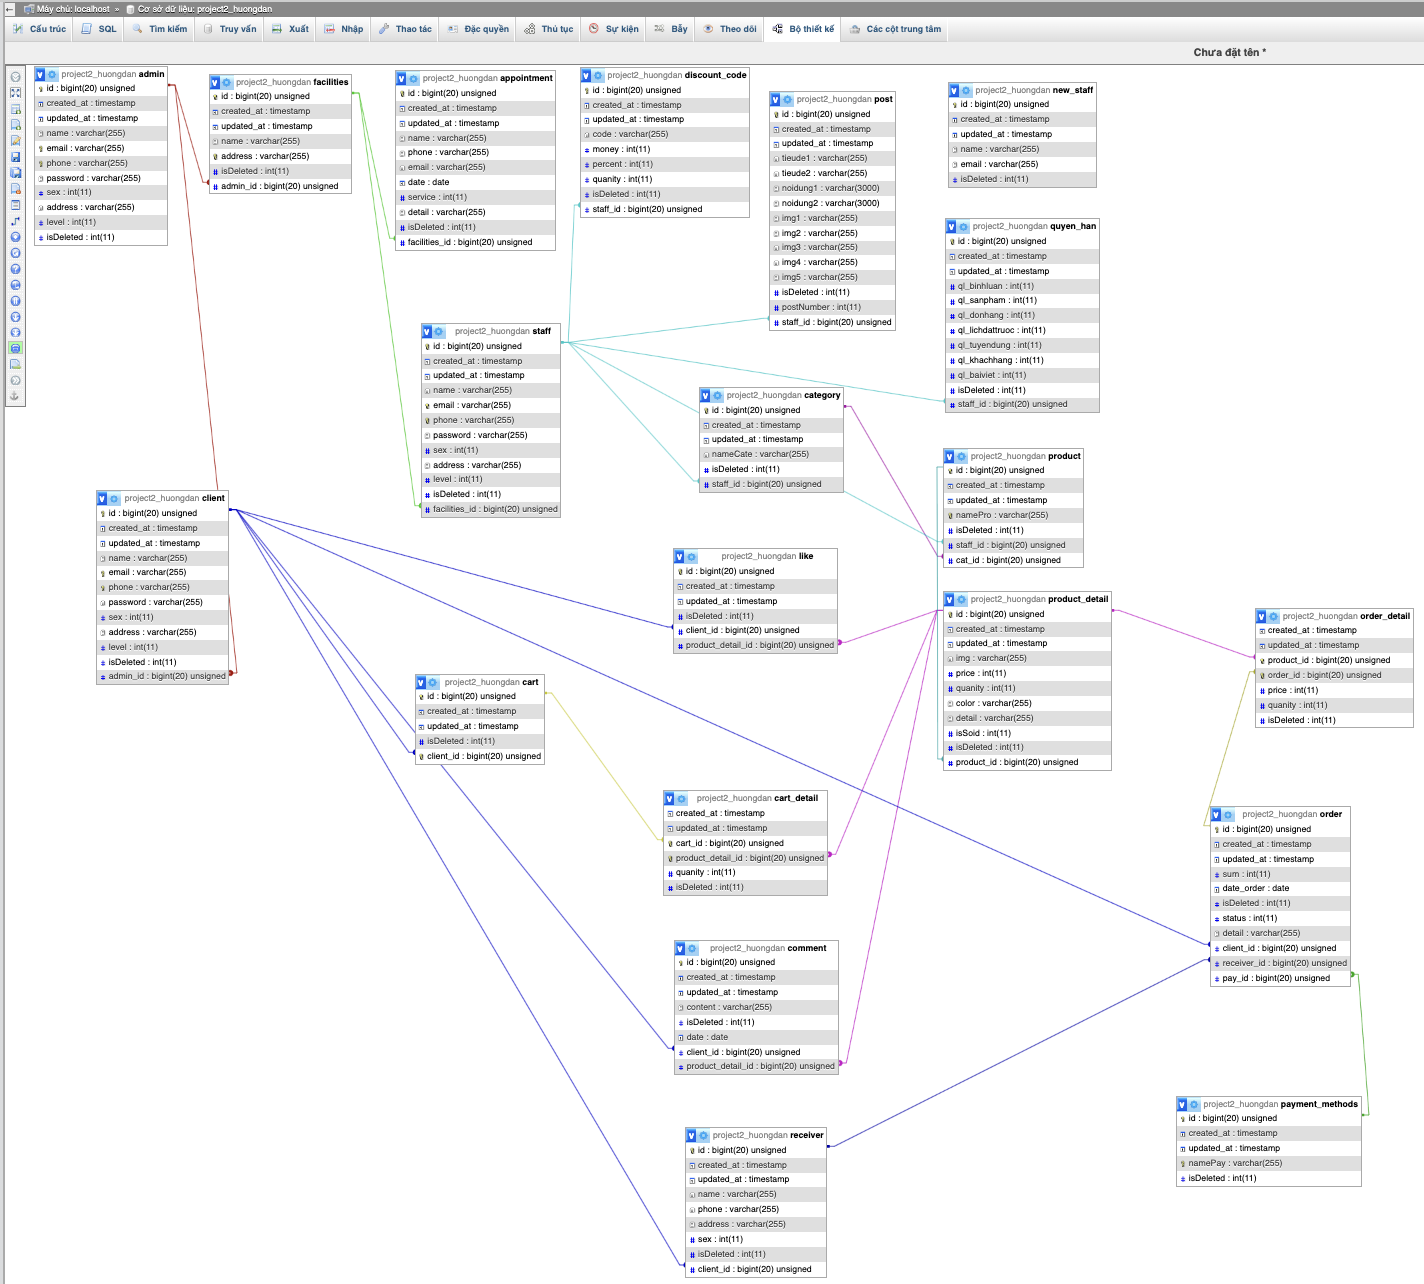 Máy chủ: localhost » Cơ sở dữ liệu: project2_huongdan
Cấu trúc SQL Tìm kiếm Truy vấn Xuất Nhập Thao tác Đặc quyền Thủ tục Sự kiện Bẫy Theo dõi Bộ thiết kế Các cột trung tâm
Chưa đặt tên *
project2_huongdan admin
id : bigint(20) unsigned
created_at : timestamp
updated_at : timestamp
name : varchar(255)
email : varchar(255)
phone : varchar(255)
password : varchar(255)
sex : int(11)
address : varchar(255)
level : int(11)
isDeleted : int(11)
project2_huongdan facilities
id : bigint(20) unsigned
created_at : timestamp
updated_at : timestamp
name : varchar(255)
address : varchar(255)
isDeleted : int(11)
admin_id : bigint(20) unsigned
project2_huongdan appointment
id : bigint(20) unsigned
created_at : timestamp
updated_at : timestamp
name : varchar(255)
phone : varchar(255)
email : varchar(255)
date : date
service : int(11)
detail : varchar(255)
isDeleted : int(11)
facilities_id : bigint(20) unsigned
project2_huongdan discount_code
id : bigint(20) unsigned
created_at : timestamp
updated_at : timestamp
code : varchar(255)
money : int(11)
percent : int(11)
quanity : int(11)
isDeleted : int(11)
staff_id : bigint(20) unsigned
project2_huongdan post
id : bigint(20) unsigned
created_at : timestamp
updated_at : timestamp
tieude1 : varchar(255)
tieude2 : varchar(255)
noidung1 : varchar(3000)
noidung2 : varchar(3000)
img1 : varchar(255)
img2 : varchar(255)
img3 : varchar(255)
img4 : varchar(255)
img5 : varchar(255)
isDeleted : int(11)
postNumber : int(11)
staff_id : bigint(20) unsigned
project2_huongdan new_staff
id : bigint(20) unsigned
created_at : timestamp
updated_at : timestamp
name : varchar(255)
email : varchar(255)
isDeleted : int(11)
project2_huongdan quyen_han
id : bigint(20) unsigned
created_at : timestamp
updated_at : timestamp
ql_binhluan : int(11)
ql_sanpham : int(11)
ql_donhang : int(11)
ql_lichdattruoc : int(11)
ql_tuyendung : int(11)
ql_khachhang : int(11)
ql_baiviet : int(11)
isDeleted : int(11)
staff_id : bigint(20) unsigned
project2_huongdan staff
id : bigint(20) unsigned
created_at : timestamp
updated_at : timestamp
name : varchar(255)
email : varchar(255)
phone : varchar(255)
password : varchar(255)
sex : int(11)
address : varchar(255)
level : int(11)
isDeleted : int(11)
facilities_id : bigint(20) unsigned
project2_huongdan category
id : bigint(20) unsigned
created_at : timestamp
updated_at : timestamp
nameCate : varchar(255)
isDeleted : int(11)
staff_id : bigint(20) unsigned
project2_huongdan product
id : bigint(20) unsigned
created_at : timestamp
updated_at : timestamp
namePro : varchar(255)
isDeleted : int(11)
staff_id : bigint(20) unsigned
cat_id : bigint(20) unsigned
project2_huongdan client
id : bigint(20) unsigned
created_at : timestamp
updated_at : timestamp
name : varchar(255)
email : varchar(255)
phone : varchar(255)
password : varchar(255)
sex : int(11)
address : varchar(255)
level : int(11)
isDeleted : int(11)
admin_id : bigint(20) unsigned
project2_huongdan like
id : bigint(20) unsigned
created_at : timestamp
updated_at : timestamp
isDeleted : int(11)
client_id : bigint(20) unsigned
product_detail_id : bigint(20) unsigned
project2_huongdan product_detail
id : bigint(20) unsigned
created_at : timestamp
updated_at : timestamp
img : varchar(255)
price : int(11)
quanity : int(11)
color : varchar(255)
detail : varchar(255)
isSoid : int(11)
isDeleted : int(11)
product_id : bigint(20) unsigned
project2_huongdan order_detail
created_at : timestamp
updated_at : timestamp
product_id : bigint(20) unsigned
order_id : bigint(20) unsigned
price : int(11)
quanity : int(11)
isDeleted : int(11)
project2_huongdan cart
id : bigint(20) unsigned
created_at : timestamp
updated_at : timestamp
isDeleted : int(11)
client_id : bigint(20) unsigned
project2_huongdan cart_detail
created_at : timestamp
updated_at : timestamp
cart_id : bigint(20) unsigned
product_detail_id : bigint(20) unsigned
quanity : int(11)
isDeleted : int(11)
project2_huongdan order
id : bigint(20) unsigned
created_at : timestamp
updated_at : timestamp
sum : int(11)
date_order : date
isDeleted : int(11)
status : int(11)
detail : varchar(255)
client_id : bigint(20) unsigned
receiver_id : bigint(20) unsigned
pay_id : bigint(20) unsigned
project2_huongdan comment
id : bigint(20) unsigned
created_at : timestamp
updated_at : timestamp
content : varchar(255)
isDeleted : int(11)
date : date
client_id : bigint(20) unsigned
product_detail_id : bigint(20) unsigned
project2_huongdan payment_methods
id : bigint(20) unsigned
created_at : timestamp
updated_at : timestamp
namePay : varchar(255)
isDeleted : int(11)
project2_huongdan receiver
id : bigint(20) unsigned
created_at : timestamp
updated_at : timestamp
name : varchar(255)
phone : varchar(255)
address : varchar(255)
sex : int(11)
isDeleted : int(11)
client_id : bigint(20) unsigned